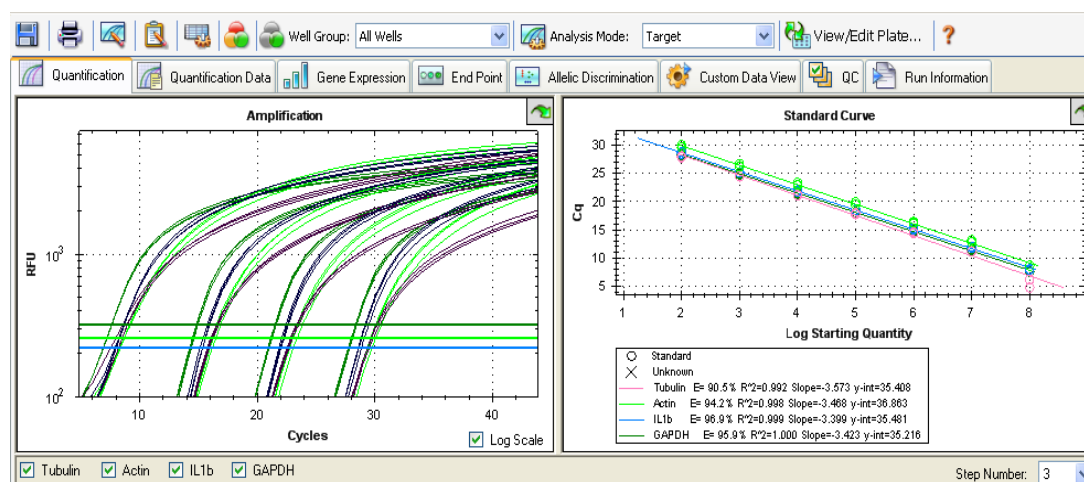 Well Group: All Wells Analysis Mode: Target View/Edit Plate... ?
Quantification Quantification Data Gene Expression End Point Allelic Discrimination Custom Data View QC Run Information
Amplification
RFU
10³
10²
10 20 30 40
Cycles
Log Scale
Standard Curve
Cq
30
25
20
15
10
5
1 2 3 4 5 6 7 8
Log Starting Quantity
Standard
Unknown
Tubulin E= 90.5% R^2=0.992 Slope=-3.573 y-int=35.408
Actin E= 94.2% R^2=0.998 Slope=-3.468 y-int=36.863
IL1b E= 96.9% R^2=0.999 Slope=-3.399 y-int=35.481
GAPDH E= 95.9% R^2=1.000 Slope=-3.423 y-int=35.216
Tubulin Actin IL1b GAPDH
Step Number: 3